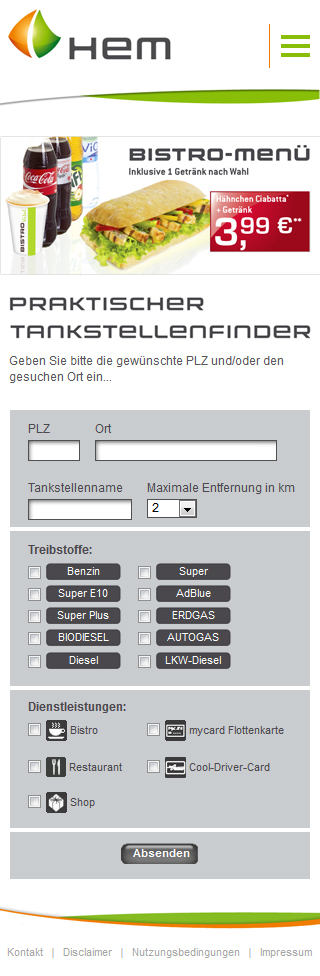 Hem
BISTRO-MENÜ
Inklusive 1 Getränk nach Wahl
Coca-Cola
BISTRO
Hähnchen Ciabatta*
+ Getränk
3,99 €**
PRAKTISCHER
TANKSTELLENFINDER
Geben Sie bitte die gewünschte PLZ und/oder den
gesuchen Ort ein...
PLZ Ort
Tankstellenname Maximale Entfernung in km
2
Treibstoffe:
Benzin Super
Super E10 AdBlue
Super Plus ERDGAS
BIODIESEL AUTOGAS
Diesel LKW-Diesel
Dienstleistungen:
Bistro mycard Flottenkarte
Restaurant Cool-Driver-Card
Shop
Absenden
Kontakt | Disclaimer | Nutzungsbedingungen | Impressum